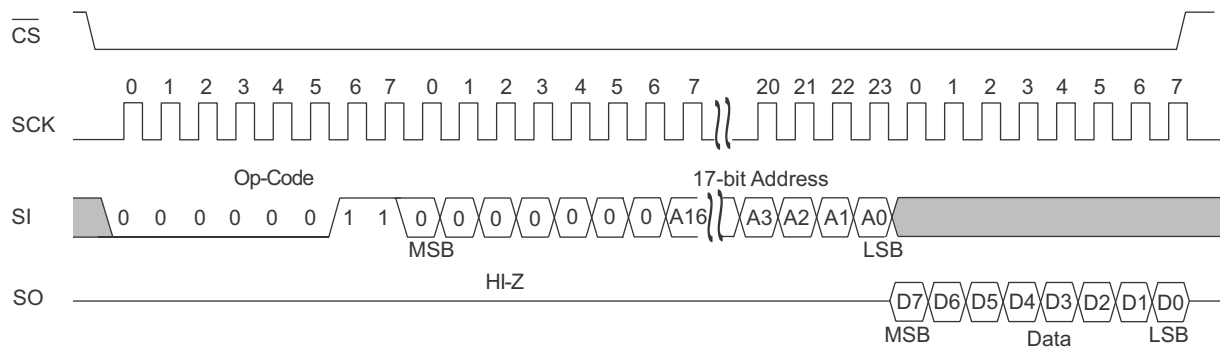 CS
0 1 2 3 4 5 6 7 0 1 2 3 4 5 6 7 20 21 22 23 0 1 2 3 4 5 6 7
SCK
Op-Code 17-bit Address
SI 0 0 0 0 0 0 1 1 0 0 0 0 0 0 0 A16 A3 A2 A1 A0
MSB LSB
HI-Z
SO D7 D6 D5 D4 D3 D2 D1 D0
MSB Data LSB